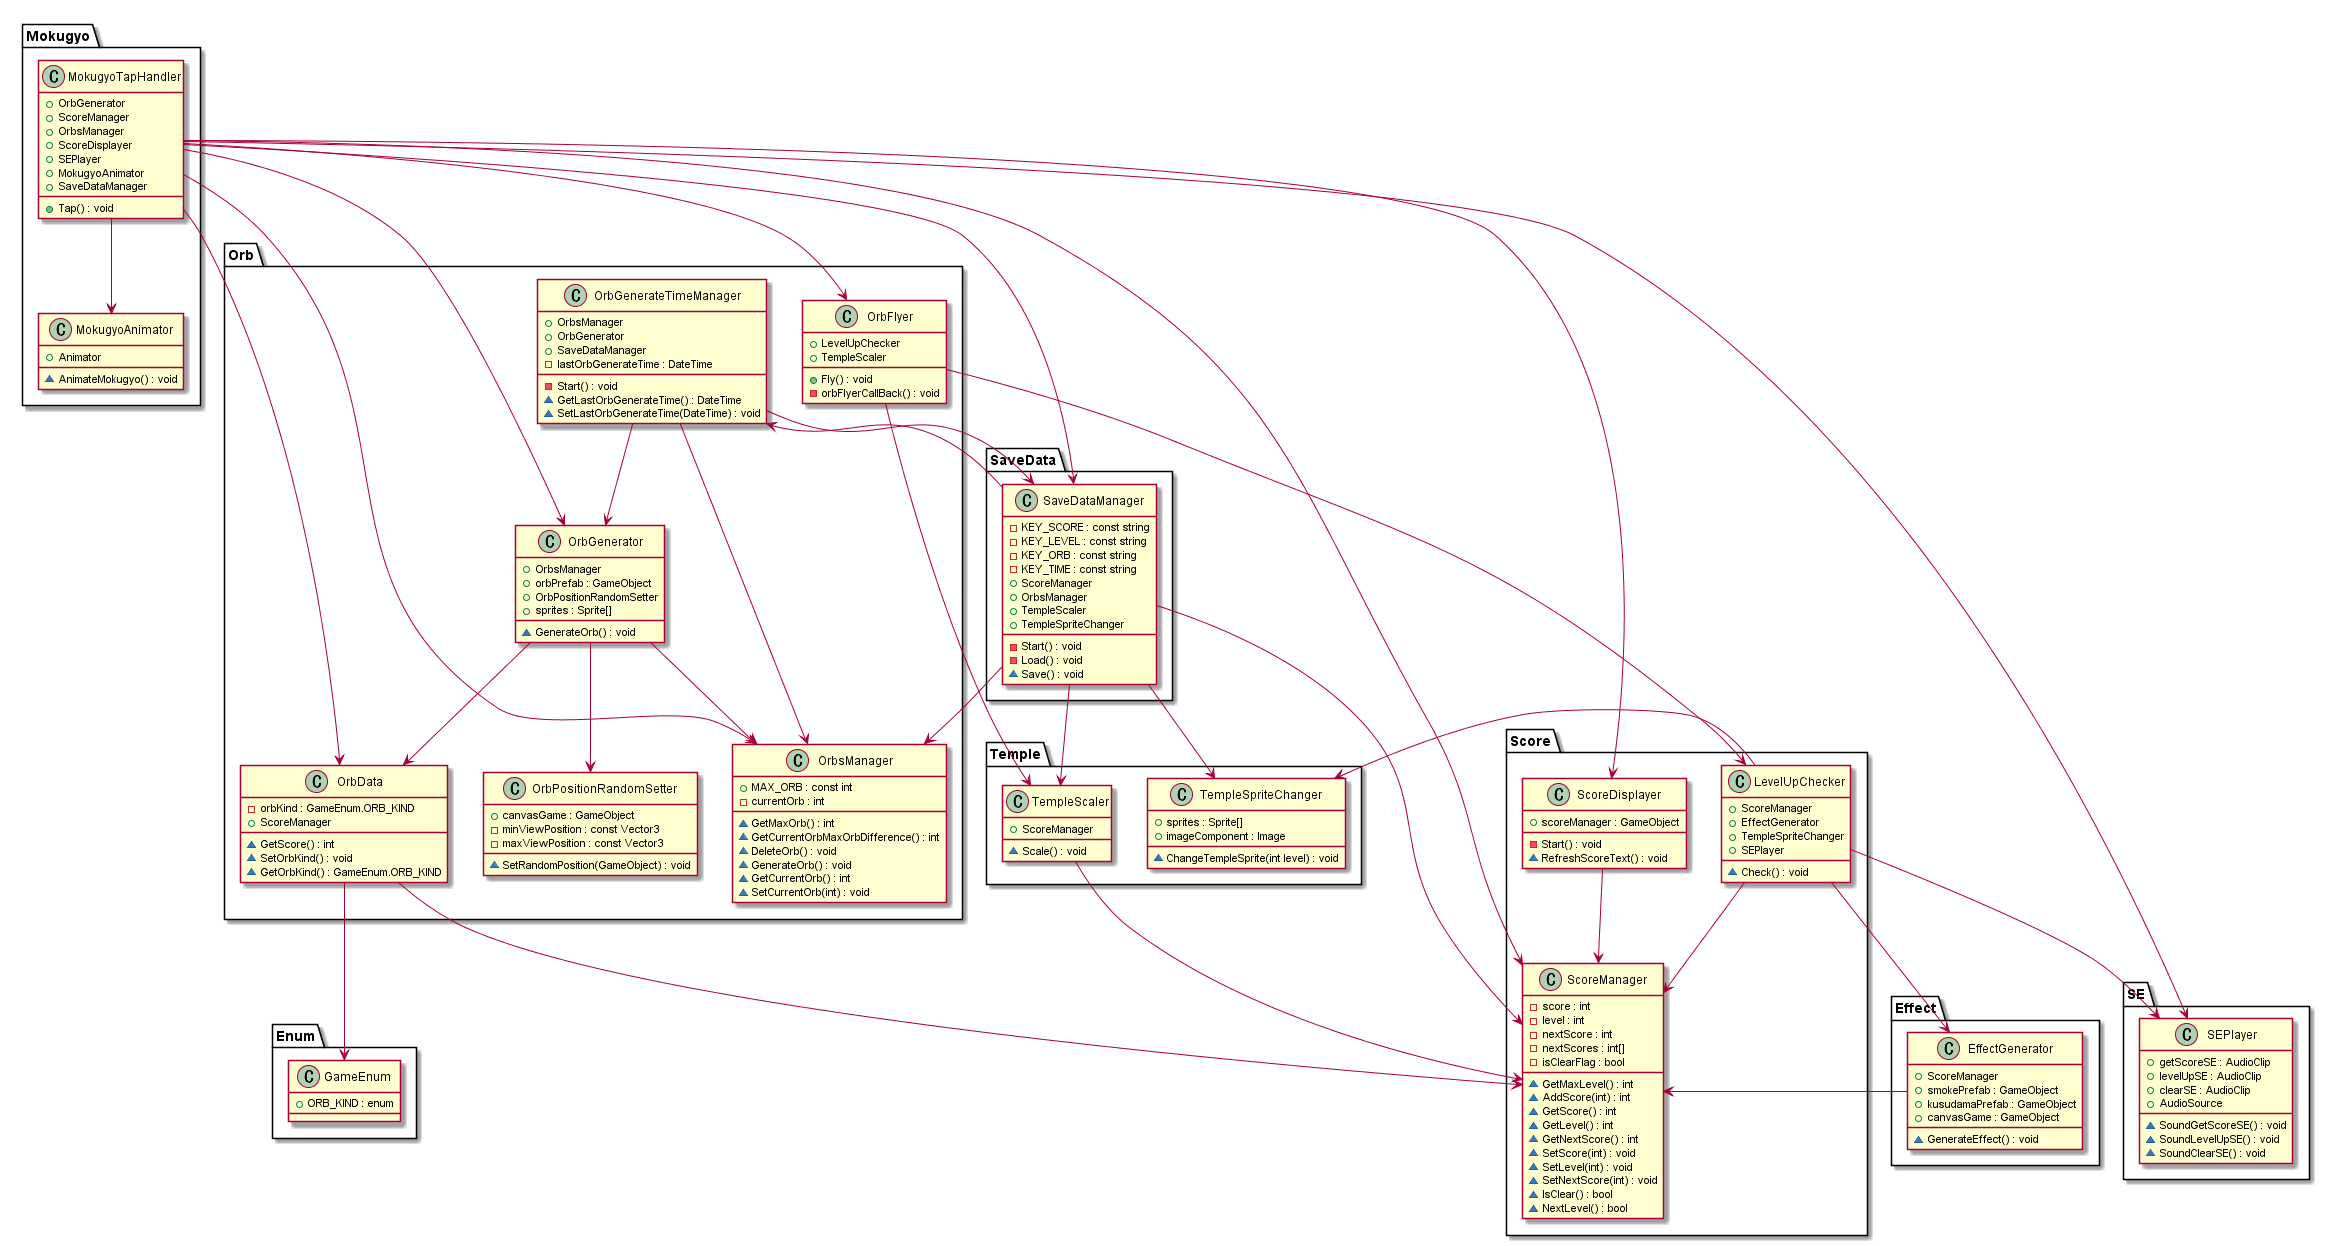 Mokugyo
C MokugyoTapHandler
OrbGenerator
ScoreManager
OrbsManager
ScoreDisplayer
SEPlayer
MokugyoAnimator
SaveDataManager
Tap() : void
C MokugyoAnimator
Animator
AnimateMokugyo() : void
Orb
C OrbGenerateTimeManager
OrbsManager
OrbGenerator
SaveDataManager
lastOrbGenerateTime : DateTime
Start() : void
GetLastOrbGenerateTime() : DateTime
SetLastOrbGenerateTime(DateTime) : void
C OrbFlyer
LevelUpChecker
TempleScaler
Fly() : void
orbFlyerCallBack() : void
C OrbGenerator
OrbsManager
orbPrefab : GameObject
OrbPositionRandomSetter
sprites : Sprite[]
GenerateOrb() : void
C OrbData
orbKind : GameEnum.ORB_KIND
ScoreManager
GetScore() : int
SetOrbKind() : void
GetOrbKind() : GameEnum.ORB_KIND
C OrbPositionRandomSetter
canvasGame : GameObject
minViewPosition : const Vector3
maxViewPosition : const Vector3
SetRandomPosition(GameObject) : void
C OrbsManager
MAX_ORB : const int
currentOrb : int
GetMaxOrb() : int
GetCurrentOrbMaxOrbDifference() : int
DeleteOrb() : void
GenerateOrb() : void
GetCurrentOrb() : int
SetCurrentOrb(int) : void
SaveData
C SaveDataManager
KEY_SCORE : const string
KEY_LEVEL : const string
KEY_ORB : const string
KEY_TIME : const string
ScoreManager
OrbsManager
TempleScaler
TempleSpriteChanger
Start() : void
Load() : void
Save() : void
Temple
C TempleScaler
ScoreManager
Scale() : void
C TempleSpriteChanger
sprites : Sprite[]
imageComponent : Image
ChangeTempleSprite(int level) : void
Score
C ScoreDisplayer
scoreManager : GameObject
Start() : void
RefreshScoreText() : void
C LevelUpChecker
ScoreManager
EffectGenerator
TempleSpriteChanger
SEPlayer
Check() : void
C ScoreManager
score : int
level : int
nextScore : int
nextScores : int[]
isClearFlag : bool
GetMaxLevel() : int
AddScore(int) : int
GetScore() : int
GetLevel() : int
GetNextScore() : int
SetScore(int) : void
SetLevel(int) : void
SetNextScore(int) : void
IsClear() : bool
NextLevel() : bool
Enum
C GameEnum
ORB_KIND : enum
Effect
C EffectGenerator
ScoreManager
smokePrefab : GameObject
kusudamaPrefab : GameObject
canvasGame : GameObject
GenerateEffect() : void
SE
C SEPlayer
getScoreSE : AudioClip
levelUpSE : AudioClip
clearSE : AudioClip
AudioSource
SoundGetScoreSE() : void
SoundLevelUpSE() : void
SoundClearSE() : void